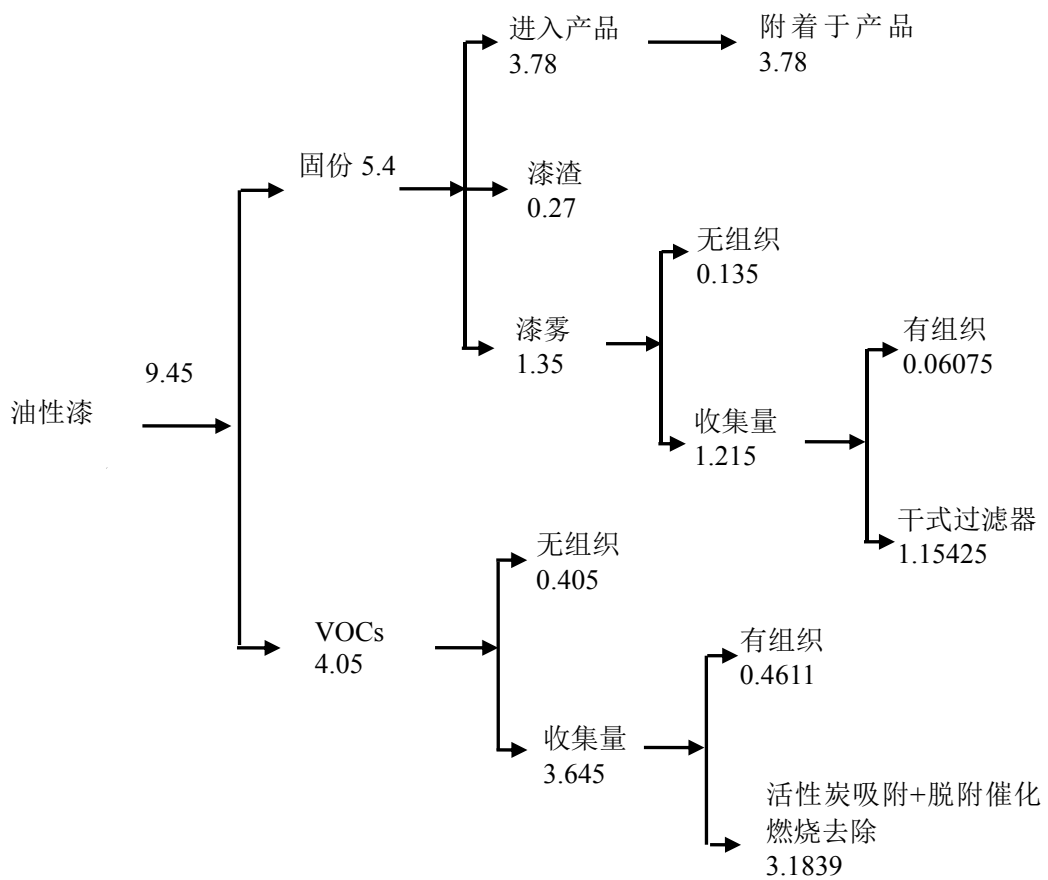 进入产品
3.78
附着于产品
3.78
固份 5.4
漆渣
0.27
无组织
0.135
漆雾
1.35
有组织
0.06075
9.45
油性漆
收集量
1.215
干式过滤器
1.15425
无组织
0.405
VOCs
4.05
有组织
0.4611
收集量
3.645
活性炭吸附+脱附催化
燃烧去除
3.1839